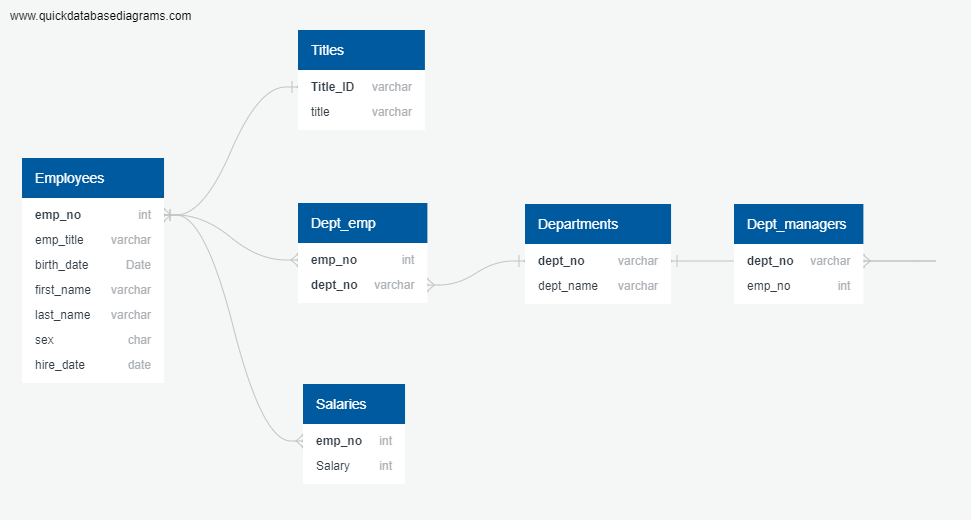 www.quickdatabasediagrams.com
Titles
Title_ID varchar
title varchar
Employees
emp_no int
emp_title varchar
birth_date Date
first_name varchar
last_name varchar
sex char
hire_date date
Dept_emp
emp_no int
dept_no varchar
Departments
dept_no varchar
dept_name varchar
Dept_managers
dept_no varchar
emp_no int
Salaries
emp_no int
Salary int